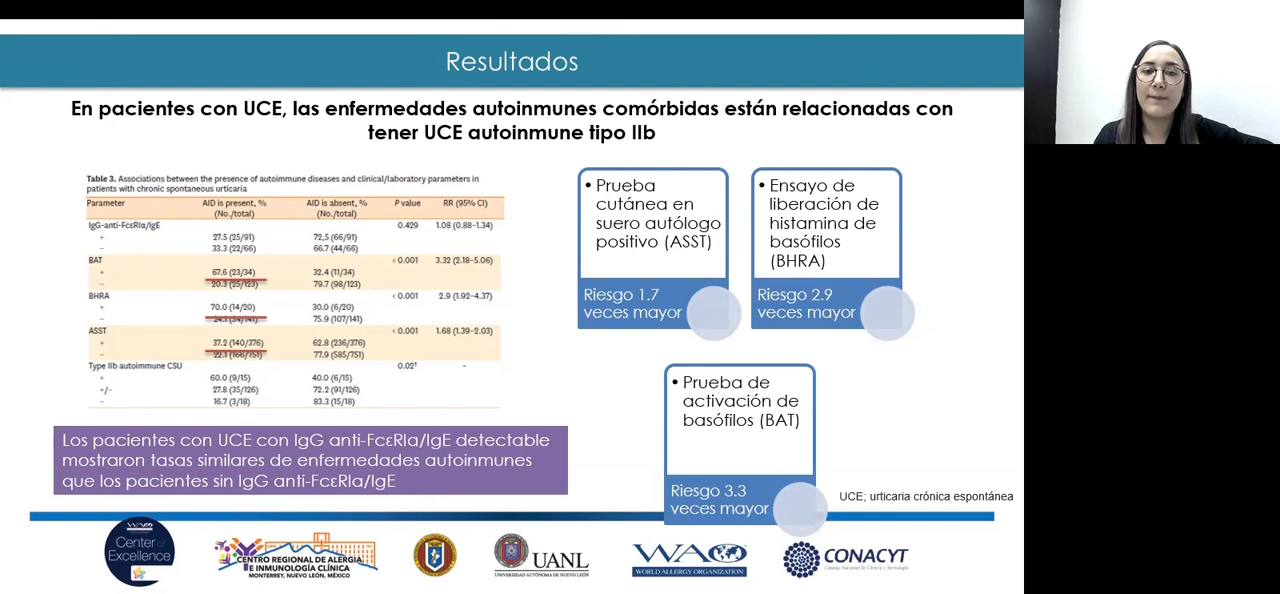 Resultados
En pacientes con UCE, las enfermedades autoinmunes comórbidas están relacionadas con
tener UCE autoinmune tipo IIb
Table 3. Associations between the presence of autoimmune diseases and clinical/laboratory parameters in
patients with chronic spontaneous urticaria
Parameter AID is present, % AID is absent, % P value RR (95% CI)
(No./total) (No./total)
IgG-anti-FcεRIα/IgE 0.429 1.08 (0.88–1.34)
+ 27.5 (25/91) 72,5 (66/91)
− 33.3 (22/66) 66.7 (44/66)
BAT < 0.001 3.32 (2.18–5.06)
+ 67.6 (23/34) 32.4 (11/34)
− 20.3 (25/123) 79.7 (98/123)
BHRA < 0.001 2.9 (1.92–4.37)
+ 70.0 (14/20) 30.0 (6/20)
− 24.1 (34/141) 75.9 (107/141)
ASST < 0.001 1.68 (1.39–2.03)
+ 37.2 (140/376) 62.8 (236/376)
− 22.1 (166/751) 77.9 (585/751)
Type IIb autoimmune CSU 0.02† -
+ 60.0 (9/15) 40.0 (6/15)
+/− 27.8 (35/126) 72.2 (91/126)
− 16.7 (3/18) 83.3 (15/18)
• Prueba
cutánea en
suero autólogo
positivo (ASST)
Riesgo 1.7
veces mayor
• Ensayo de
liberación de
histamina de
basófilos
(BHRA)
Riesgo 2.9
veces mayor
• Prueba de
activación de
basófilos (BAT)
Riesgo 3.3
veces mayor
Los pacientes con UCE con IgG anti-FcεRIa/IgE detectable
mostraron tasas similares de enfermedades autoinmunes
que los pacientes sin IgG anti-FcεRIa/IgE
UCE; urticaria crónica espontánea
Center of
Excellence
CENTRO REGIONAL DE ALERGIA
E INMUNOLOGÍA CLÍNICA
MONTERREY, NUEVO LEÓN, MÉXICO
UANL
UNIVERSIDAD AUTÓNOMA DE NUEVO LEÓN
WAO
WORLD ALLERGY ORGANIZATION
CONACYT
Consejo Nacional de Ciencia y Tecnología